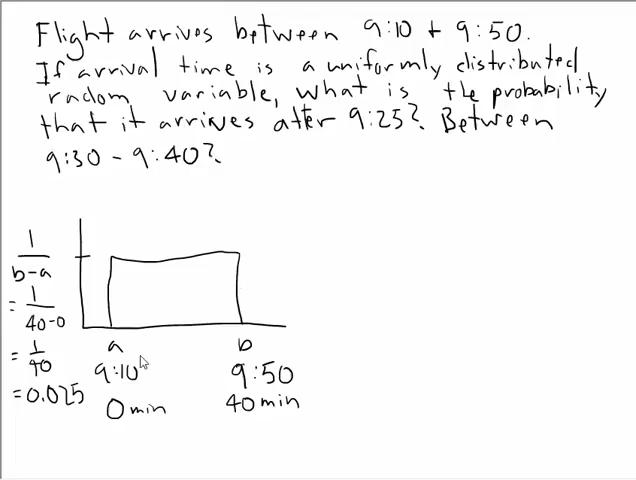 Flight arrives between 9:10 + 9:50.
If arrival time is a uniformly distributed
radom variable, what is the probability
that it arrives after 9:25? Between
9:30 - 9:40?
1
b-a
= 1
40-0
= 1
40
= 0.025
a b
9:10 9:50
0 min 40 min